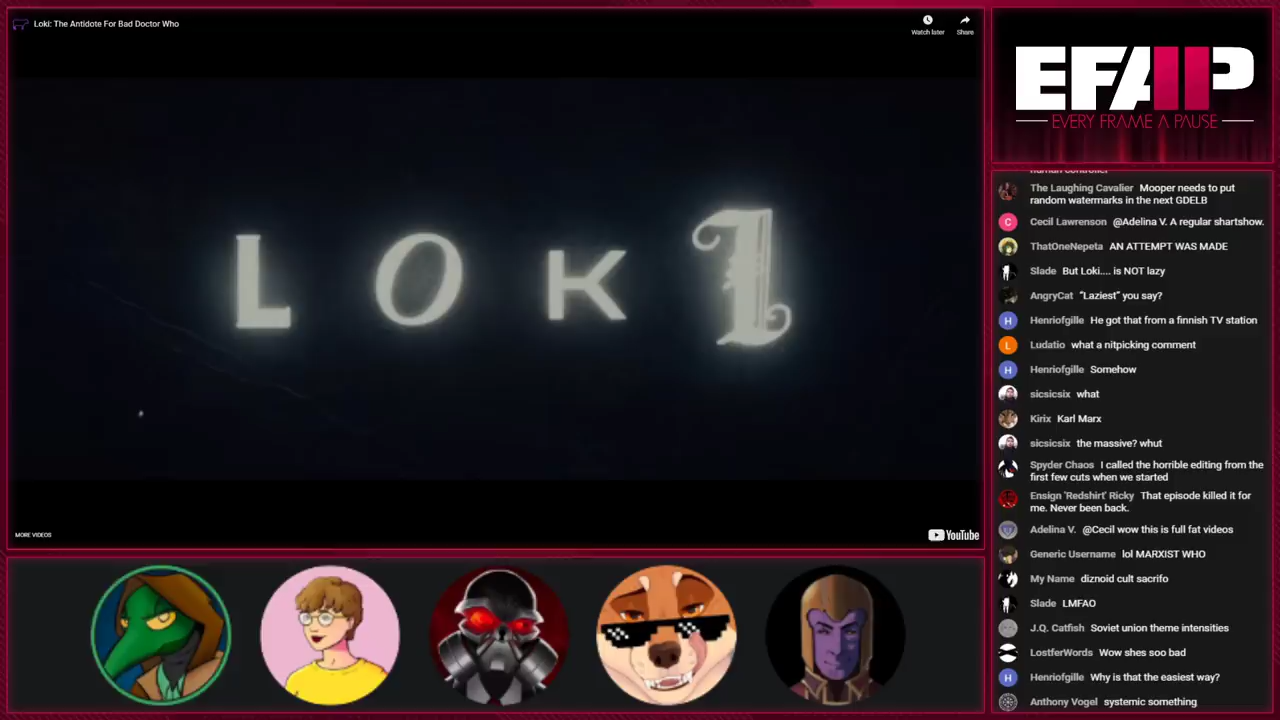 Loki: The Antidote For Bad Doctor Who
Watch later
Share
LOKI
MORE VIDEOS
YouTube
EFAP
EVERY FRAME A PAUSE
human controller
The Laughing Cavalier Mooper needs to put
random watermarks in the next GDELB
C
Cecil Lawrenson @Adelina V. A regular shartshow.
ThatOneNepeta AN ATTEMPT WAS MADE
Slade But Loki.... is NOT lazy
AngryCat “Laziest” you say?
H
Henriofgille He got that from a finnish TV station
L
Ludatio what a nitpicking comment
H
Henriofgille Somehow
sicsicsix what
Kirix Karl Marx
sicsicsix the massive? whut
Spyder Chaos I called the horrible editing from the
first few cuts when we started
Ensign 'Redshirt' Ricky That episode killed it for
me. Never been back.
Adelina V. @Cecil wow this is full fat videos
Generic Username lol MARXIST WHO
My Name diznoid cult sacrifo
Slade LMFAO
J.Q. Catfish Soviet union theme intensities
LostferWords Wow shes soo bad
H
Henriofgille Why is that the easiest way?
Anthony Vogel systemic something